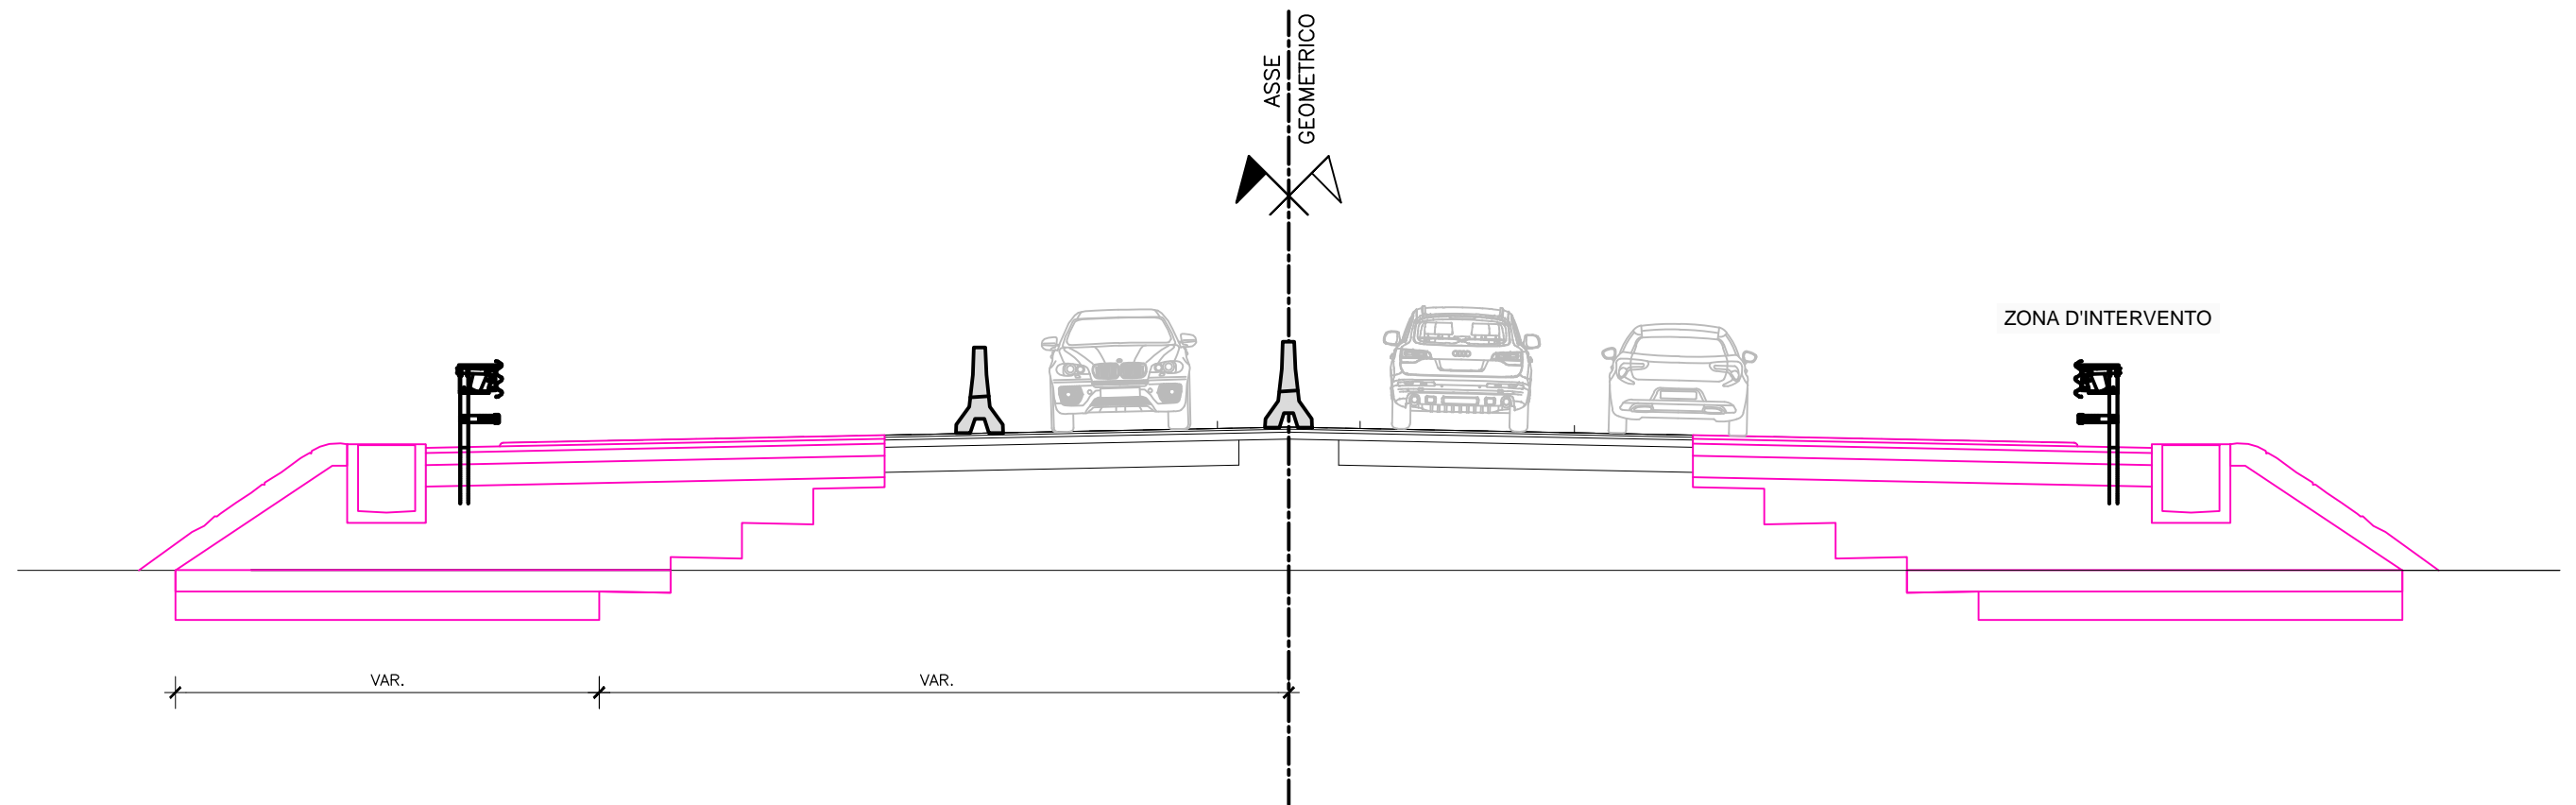 ASSE
GEOMETRICO
ZONA D'INTERVENTO
VAR.
VAR.